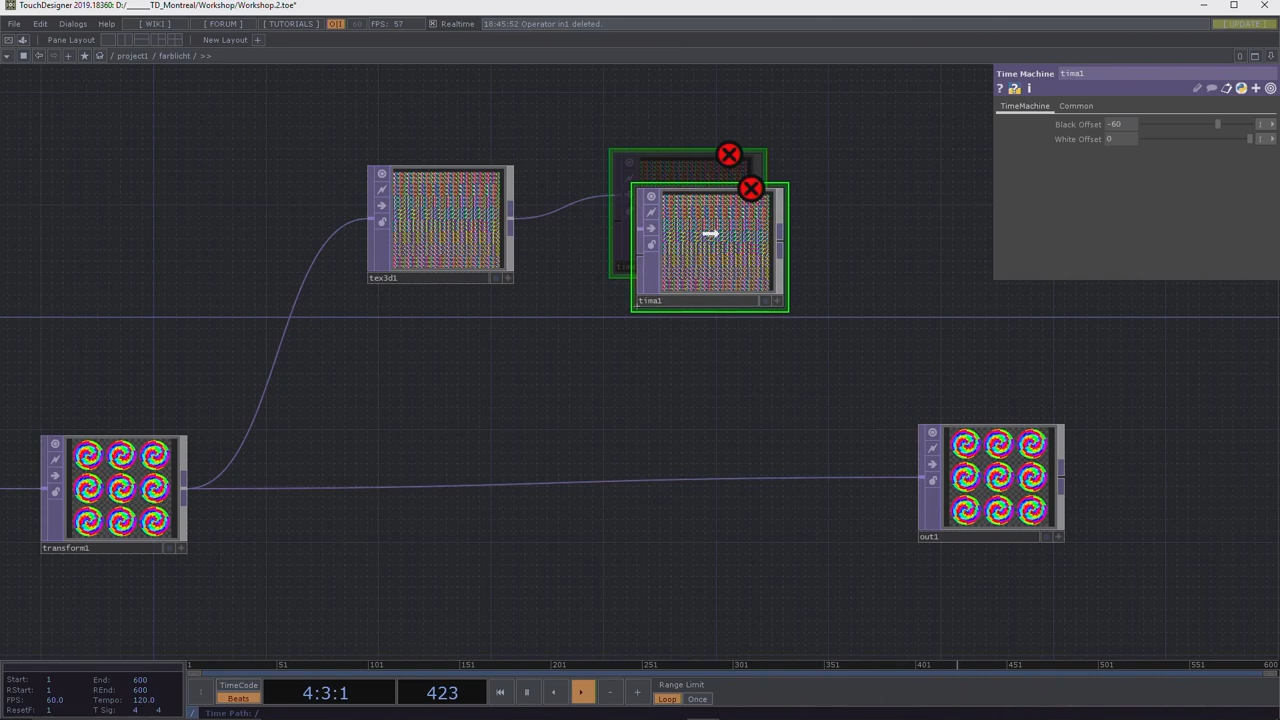 TouchDesigner 2019.18360: D:/_____TD_Montreal/Workshop/Workshop.2.toe*
File Edit Dialogs Help [ WIKI ] [ FORUM ] [ TUTORIALS ] O|I 60 FPS: 57 Realtime 18:45:52 Operator in1 deleted. [ UPDATE ]
Pane Layout New Layout +
/ project1 / farblicht / >>
Time Machine tima1
TimeMachine Common
Black Offset -60
White Offset 0
tex3d1
tima1
transform1
out1
1 51 101 151 201 251 301 351 401 451 501 551 600
Start: 1 End: 600
RStart: 1 REnd: 600
FPS: 60.0 Tempo: 120.0
ResetF: 1 T Sig: 4 4
TimeCode
Beats
4:3:1
423
Range Limit
Loop Once
/ Time Path: /